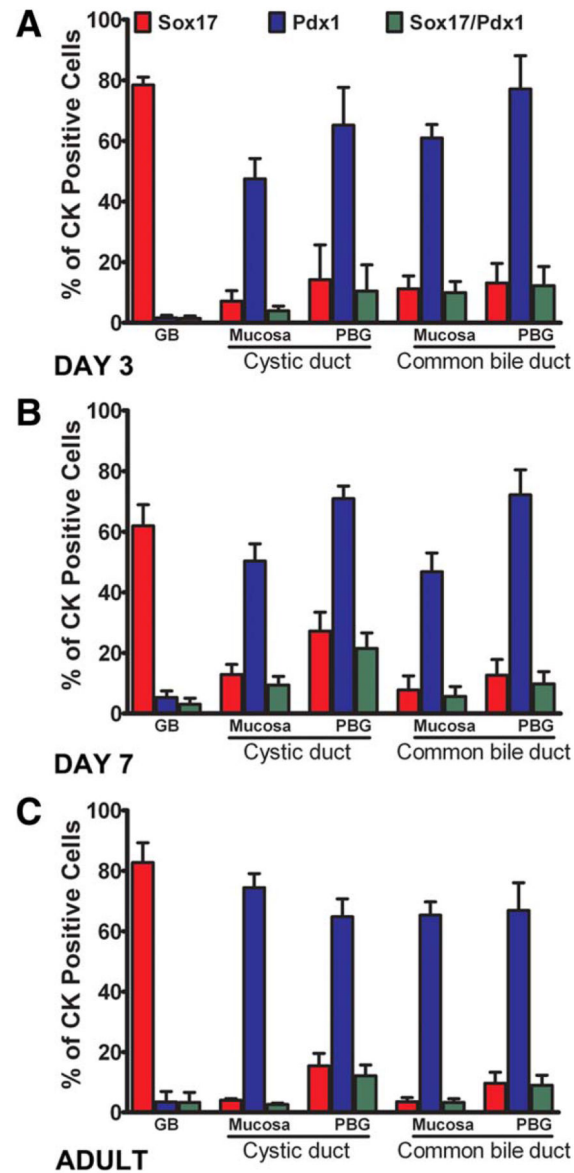 A
Sox17 Pdx1 Sox17/Pdx1
100
80
60
40
20
0
% of CK Positive Cells
GB Mucosa PBG Mucosa PBG
Cystic duct Common bile duct
DAY 3
B
100
80
60
40
20
0
% of CK Positive Cells
GB Mucosa PBG Mucosa PBG
Cystic duct Common bile duct
DAY 7
C
100
80
60
40
20
0
% of CK Positive Cells
GB Mucosa PBG Mucosa PBG
Cystic duct Common bile duct
ADULT